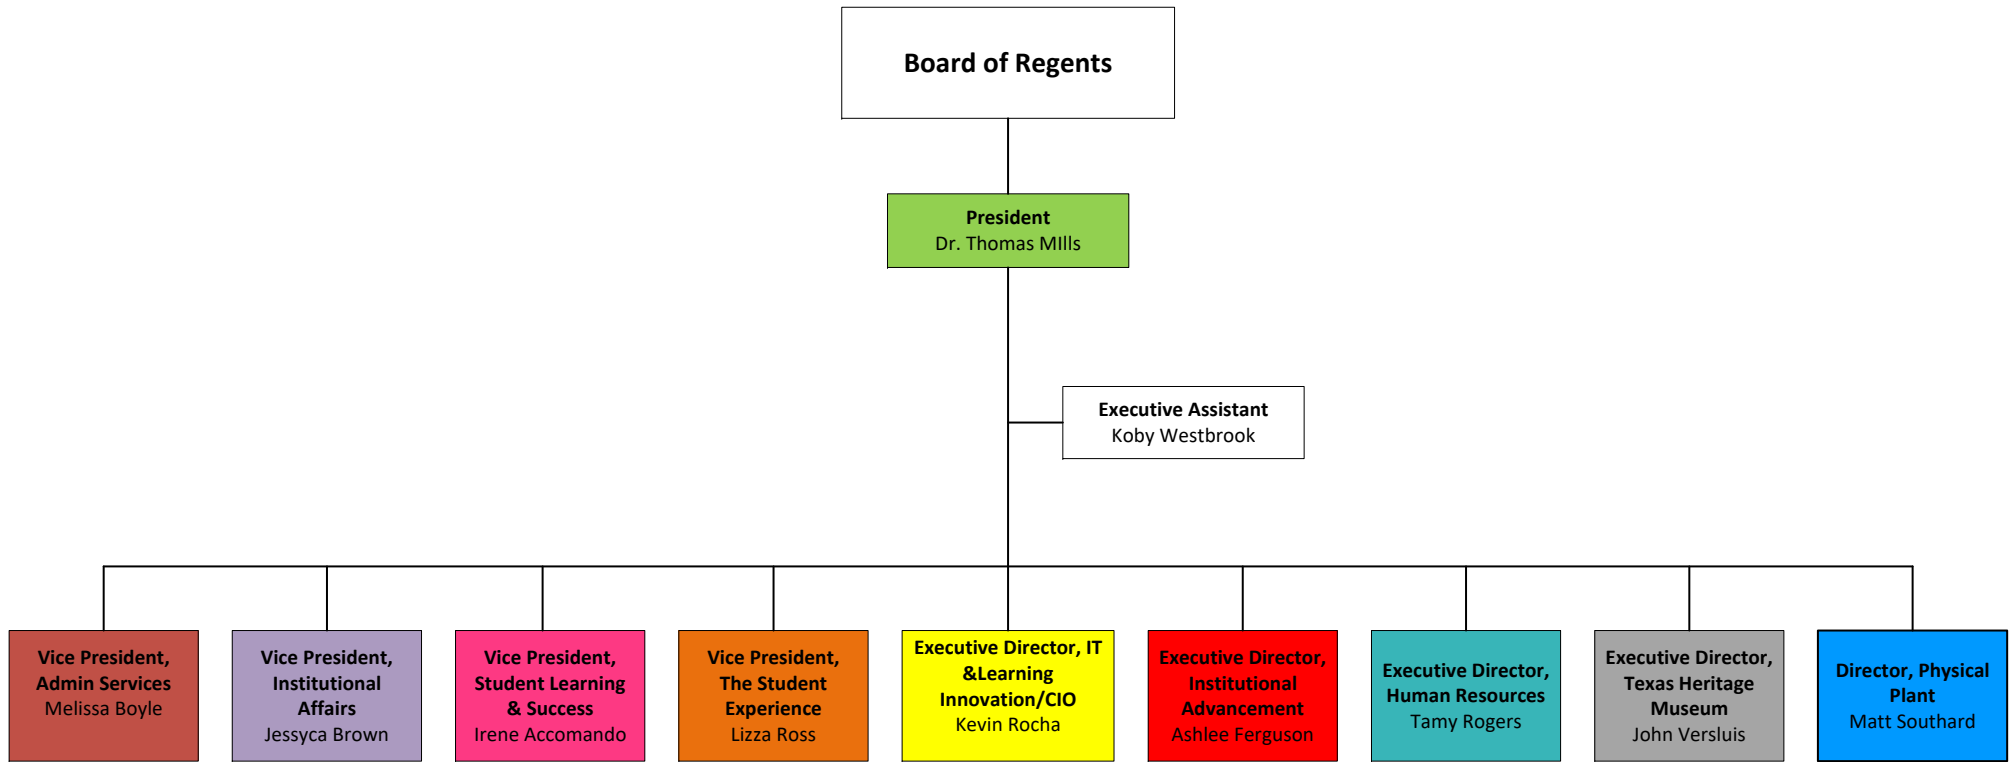 Board of Regents
President
Dr. Thomas MIlls
Executive Assistant
Koby Westbrook
Vice President,
Admin Services
Melissa Boyle
Vice President,
Institutional
Affairs
Jessyca Brown
Vice President,
Student Learning
& Success
Irene Accomando
Vice President,
The Student
Experience
Lizza Ross
Executive Director, IT
&Learning
Innovation/CIO
Kevin Rocha
Executive Director,
Institutional
Advancement
Ashlee Ferguson
Executive Director,
Human Resources
Tamy Rogers
Executive Director,
Texas Heritage
Museum
John Versluis
Director, Physical
Plant
Matt Southard